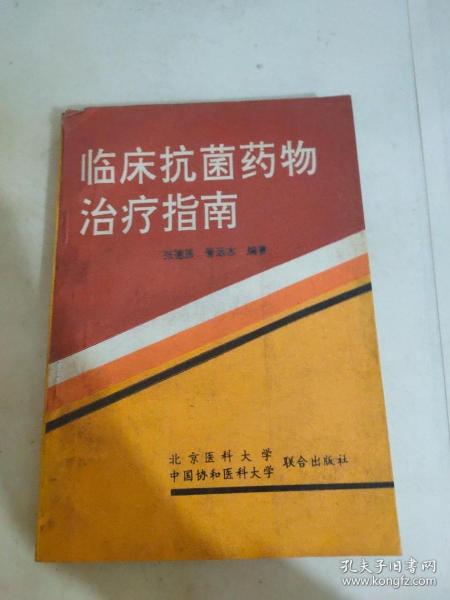 临床抗菌药物
治疗指南
编著
北京医科大学
中国协和医科大学
联合出版社
孔夫子旧书网
www.kongfz.com